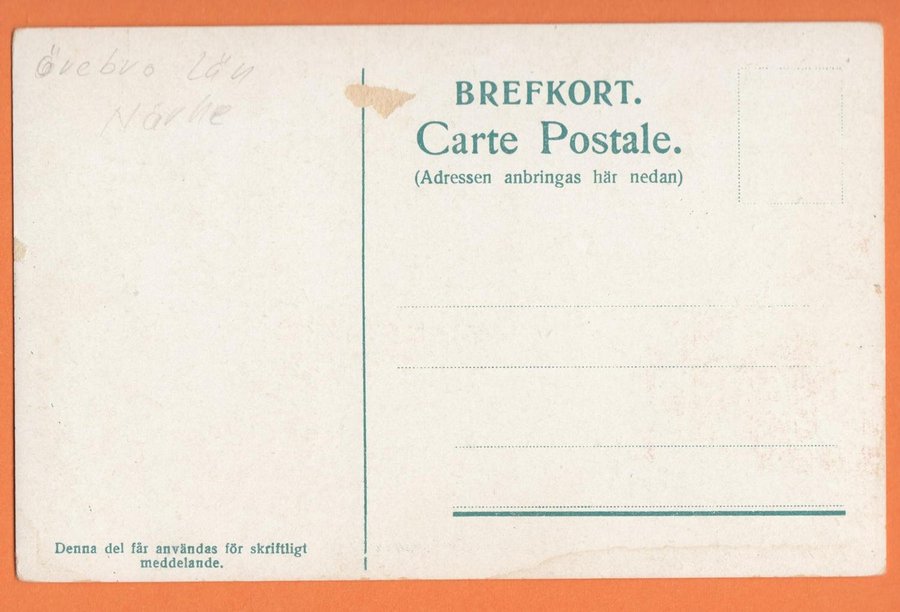 Örebro län
Närke
BREFKORT.
Carte Postale.
(Adressen anbringas här nedan)
Denna del får användas för skriftligt
meddelande.